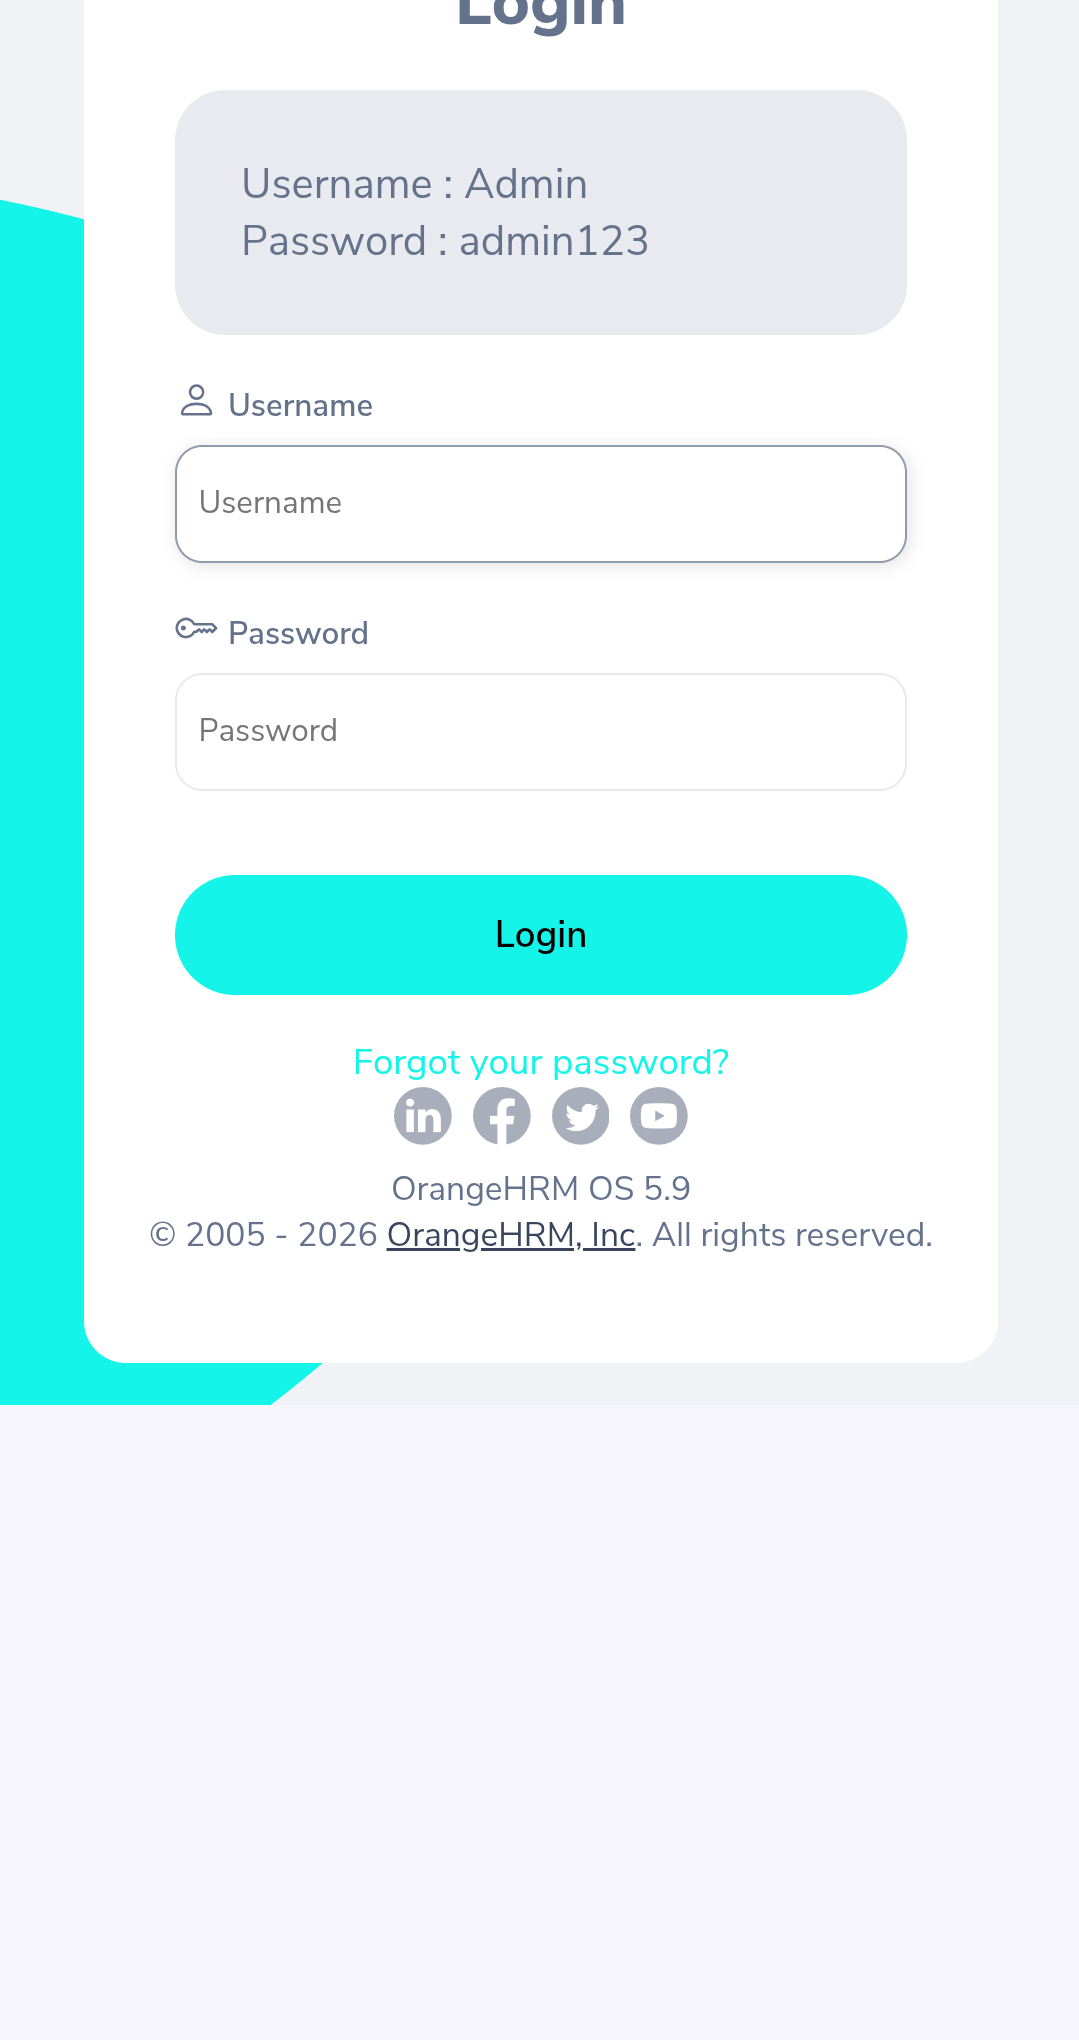 Login
Username : Admin
Password : admin123
Username
Username
Password
Password
Login
Forgot your password?
OrangeHRM OS 5.9
© 2005 - 2026 OrangeHRM, Inc. All rights reserved.